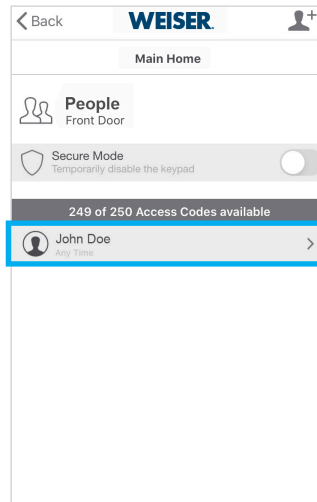 Back
WEISER.
Main Home
People
Front Door
Secure Mode
Temporarily disable the keypad
249 of 250 Access Codes available
John Doe
Any Time